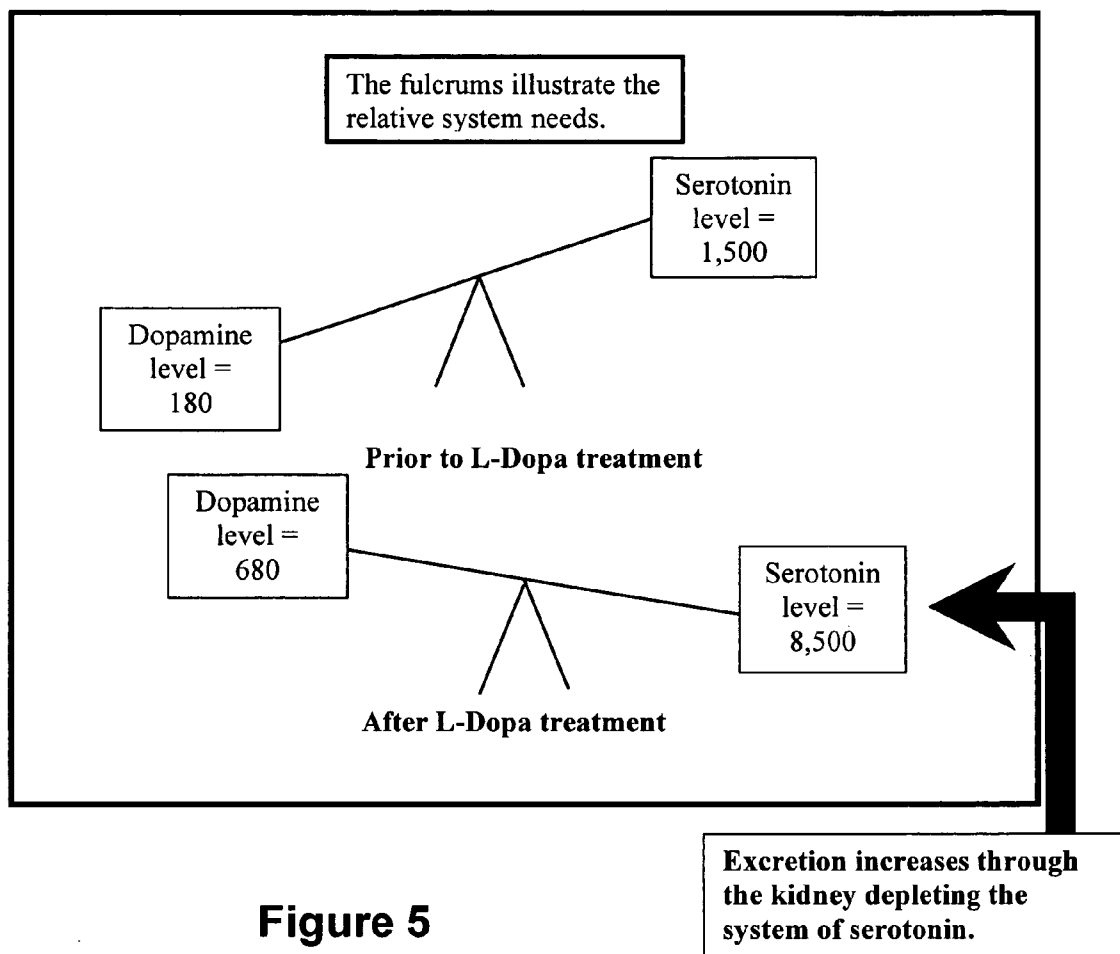 The fulcrums illustrate the
relative system needs.
Serotonin
level =
1,500
Dopamine
level =
180
Prior to L-Dopa treatment
Dopamine
level =
680
Serotonin
level =
8,500
After L-Dopa treatment
Excretion increases through
the kidney depleting the
system of serotonin.
Figure 5